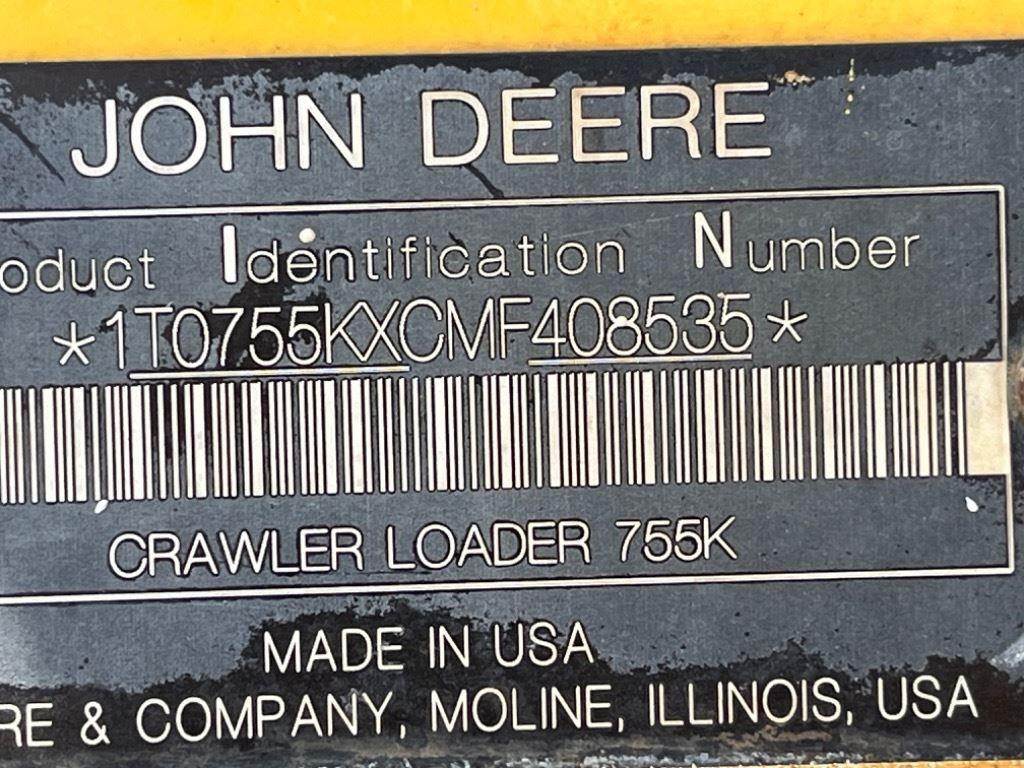 JOHN DEERE
oduct Identification Number
*1T0755KXCMF408535*
CRAWLER LOADER 755K
MADE IN USA
RE & COMPANY, MOLINE, ILLINOIS, USA